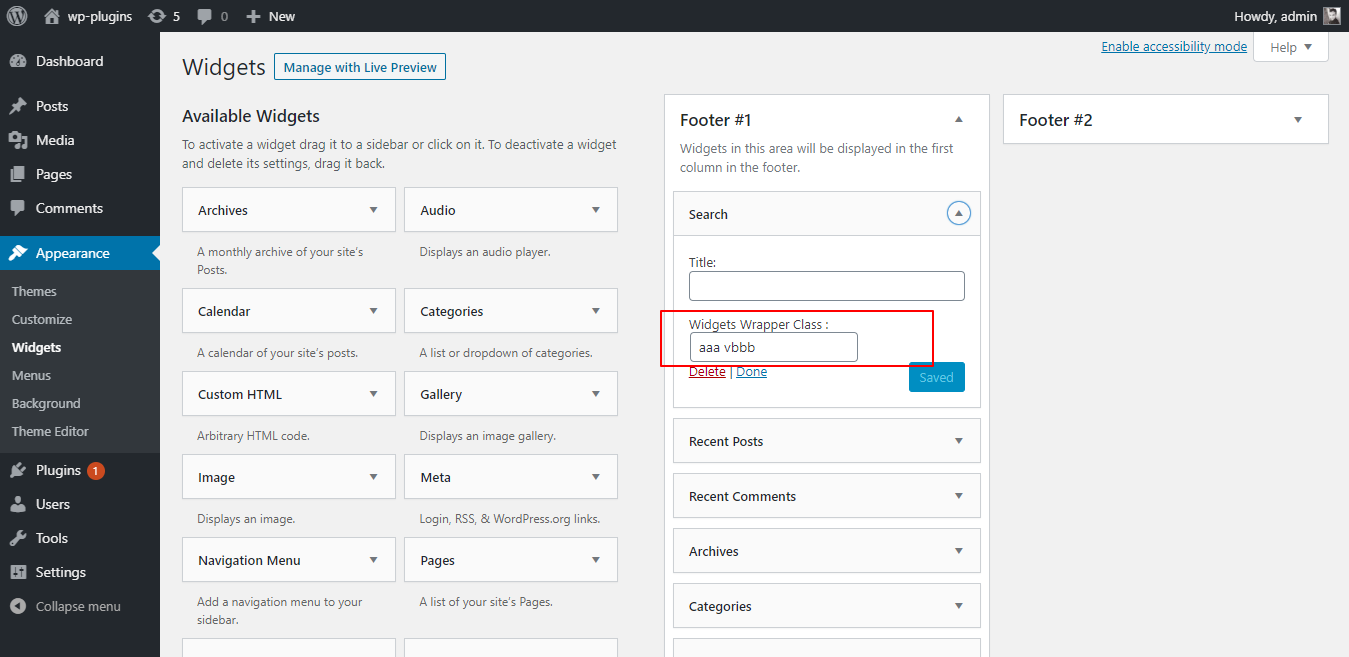 wp-plugins 5 0 New Howdy, admin
Dashboard
Posts
Media
Pages
Comments
Appearance
Themes
Customize
Widgets
Menus
Background
Theme Editor
Plugins 1
Users
Tools
Settings
Collapse menu
Enable accessibility mode
Help
Widgets
Manage with Live Preview
Available Widgets
To activate a widget drag it to a sidebar or click on it. To deactivate a widget
and delete its settings, drag it back.
Archives
A monthly archive of your site's
Posts.
Audio
Displays an audio player.
Calendar
A calendar of your site's posts.
Categories
A list or dropdown of categories.
Custom HTML
Arbitrary HTML code.
Gallery
Displays an image gallery.
Image
Displays an image.
Meta
Login, RSS, & WordPress.org links.
Navigation Menu
Add a navigation menu to your
sidebar.
Pages
A list of your site's Pages.
Footer #1
Widgets in this area will be displayed in the first
column in the footer.
Search
Title:
Widgets Wrapper Class :
aaa vbbb
Delete | Done
Saved
Recent Posts
Recent Comments
Archives
Categories
Footer #2